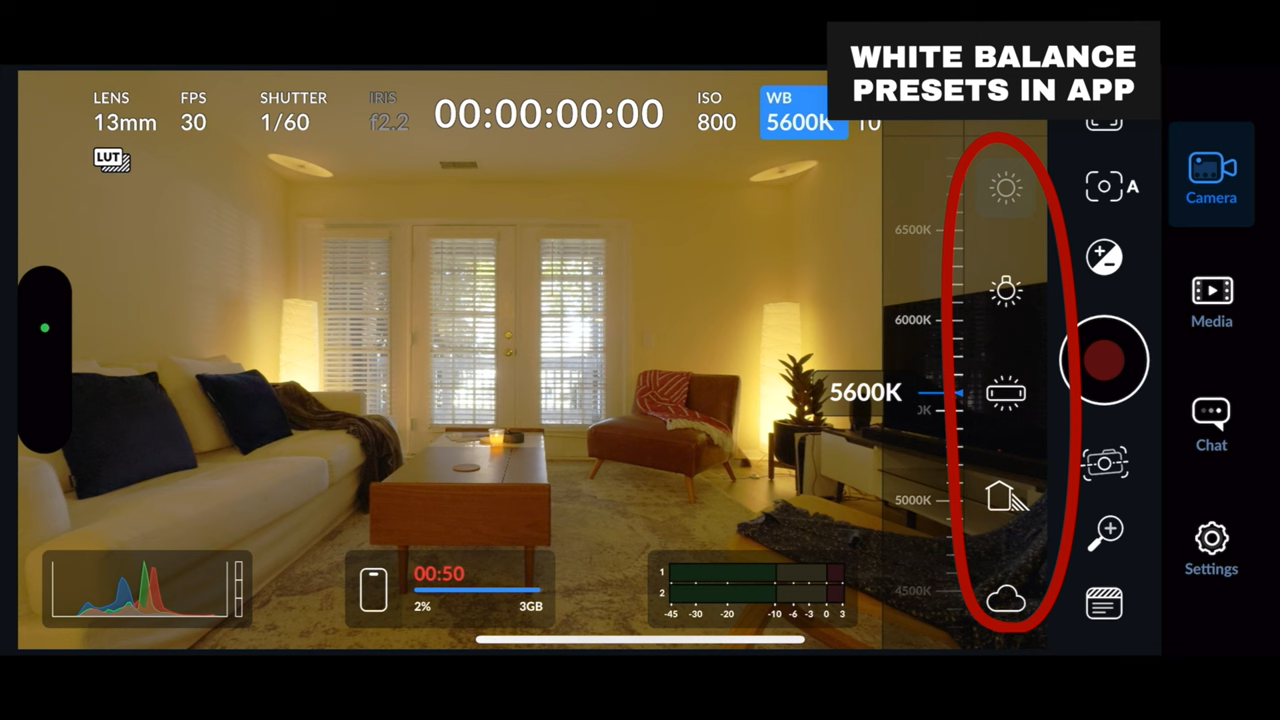 WHITE BALANCE
PRESETS IN APP
LENS
13mm
FPS
30
SHUTTER
1/60
IRIS
f2.2
00:00:00:00
ISO
800
WB
5600K
10
LUT
A
Camera
6500K
6000K
5600K
0K
5000K
4500K
Media
Chat
Settings
00:50
2%
3GB
1
2
-45 -30 -20 -10 -6 -3 0 3